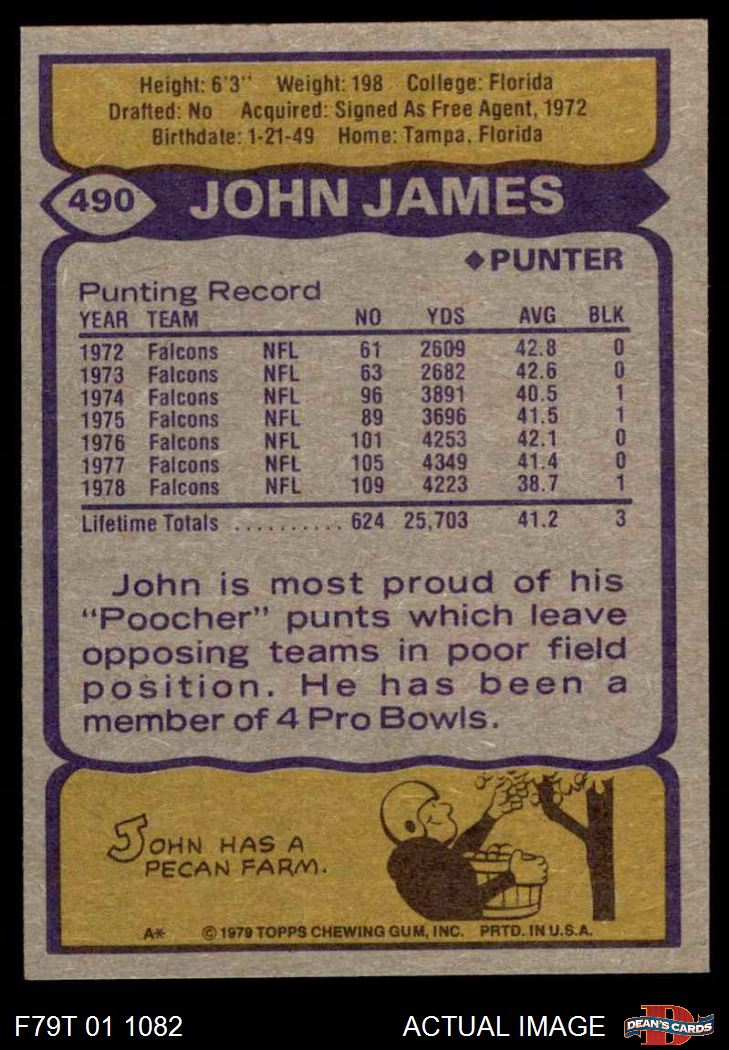 Height: 6'3" Weight: 198 College: Florida
Drafted: No Acquired: Signed As Free Agent, 1972
Birthdate: 1-21-49 Home: Tampa, Florida
490 JOHN JAMES
◆PUNTER
Punting Record
YEAR TEAM NO YDS AVG BLK
1972 Falcons NFL 61 2609 42.8 0
1973 Falcons NFL 63 2682 42.6 0
1974 Falcons NFL 96 3891 40.5 1
1975 Falcons NFL 89 3696 41.5 1
1976 Falcons NFL 101 4253 42.1 0
1977 Falcons NFL 105 4349 41.4 0
1978 Falcons NFL 109 4223 38.7 1
Lifetime Totals .......... 624 25,703 41.2 3
John is most proud of his
"Poocher" punts which leave
opposing teams in poor field
position. He has been a
member of 4 Pro Bowls.
JOHN HAS A
PECAN FARM.
A* © 1979 TOPPS CHEWING GUM, INC. PRTD. IN U.S.A.
F79T 01 1082 ACTUAL IMAGE D DEAN'S CARDS